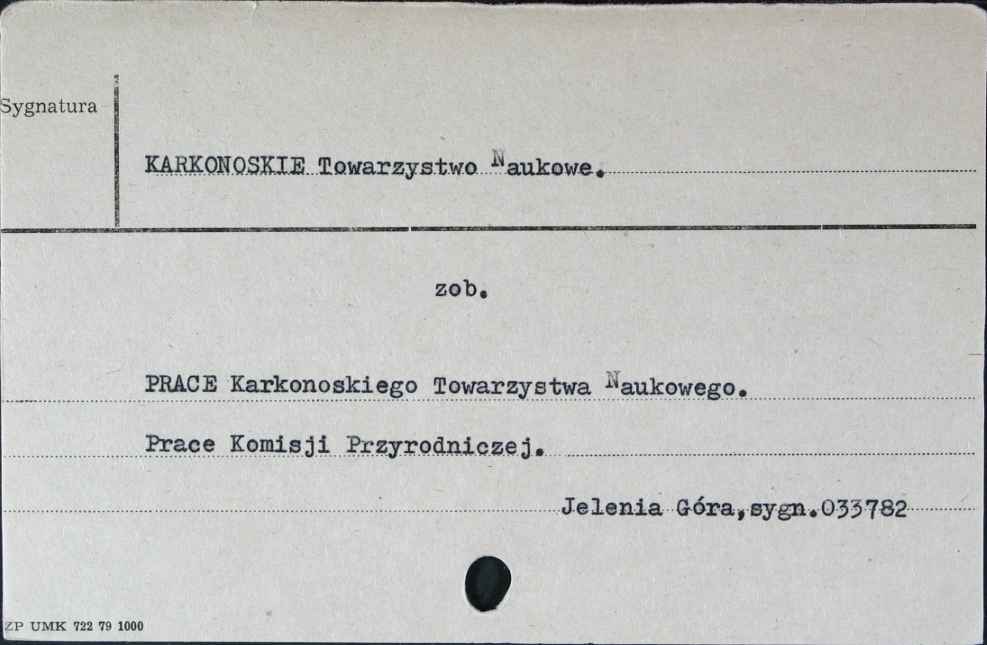 Sygnatura
KARKONOSKIE Towarzystwo Naukowe.
zob.
PRACE Karkonoskiego Towarzystwa Naukowego.
Prace Komisji Przyrodniczej.
Jelenia Góra,sygn.033782
ZP UMK 722 79 1000